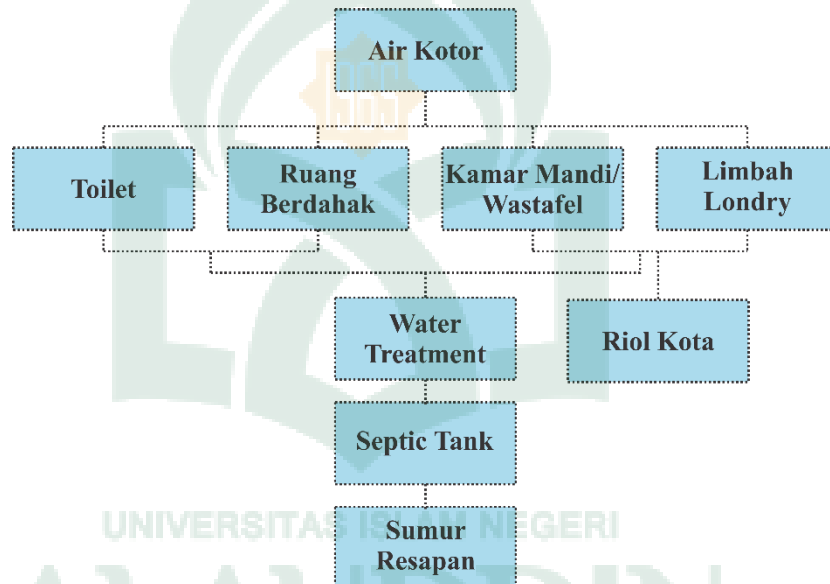 Air Kotor
Toilet
Ruang
Berdahak
Kamar Mandi/
Wastafel
Limbah
Londry
Water
Treatment
Riol Kota
Septic Tank
UNIVERSITAS ISLAM NEGERI
Sumur
Resapan